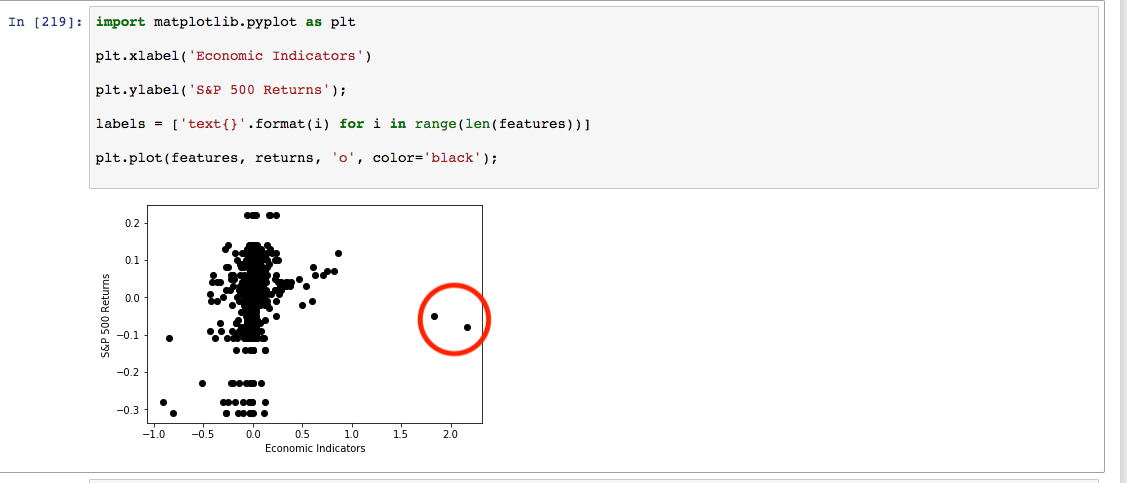 In [219]: import matplotlib.pyplot as plt
plt.xlabel('Economic Indicators')
plt.ylabel('S&P 500 Returns');
labels = ['text{}'.format(i) for i in range(len(features))]
plt.plot(features, returns, 'o', color='black');
S&P 500 Returns
0.2
0.1
0.0
−0.1
−0.2
−0.3
−1.0 −0.5 0.0 0.5 1.0 1.5 2.0
Economic Indicators